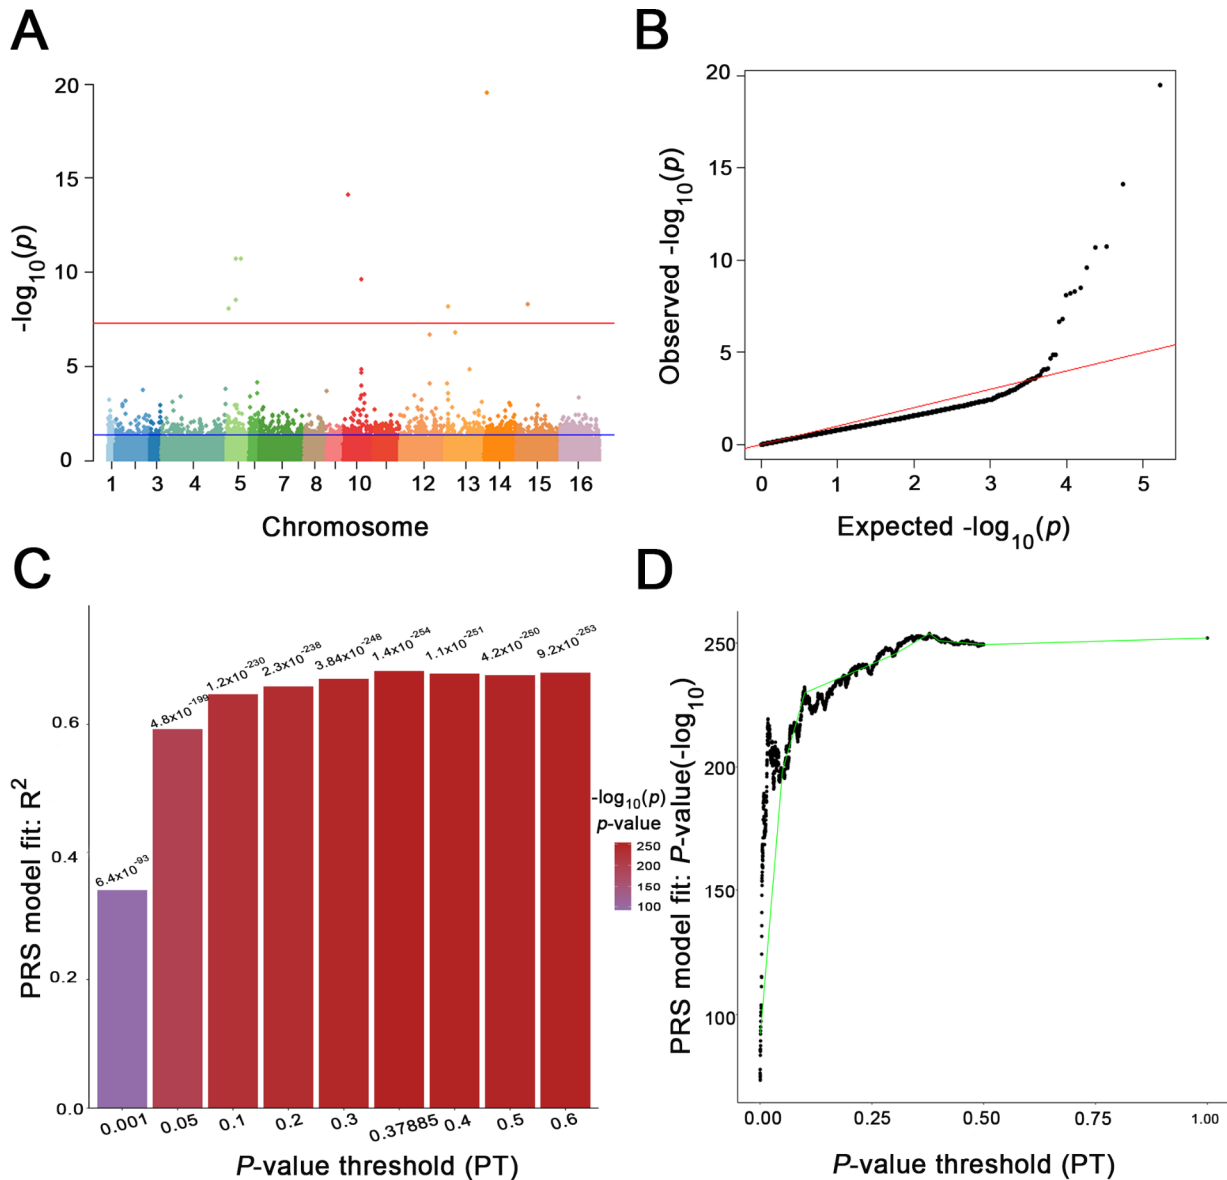 A
20
15
10
5
0
-log10(p)
1 3 4 5 7 8 10 12 13 14 15 16
Chromosome
B
20
15
10
5
0
Observed -log10(p)
0 1 2 3 4 5
Expected -log10(p)
C
PRS model fit: R²
0.6
0.4
0.2
0.0
6.4x10^-93
4.8x10^-199
1.2x10^-230
2.3x10^-238
3.84x10^-248
1.4x10^-254
1.1x10^-251
4.2x10^-250
9.2x10^-253
0.001 0.05 0.1 0.2 0.3 0.37885 0.4 0.5 0.6
P-value threshold (PT)
-log10(p)
p-value
250
200
150
100
D
PRS model fit: P-value(-log10)
250
200
150
100
0.00 0.25 0.50 0.75 1.00
P-value threshold (PT)